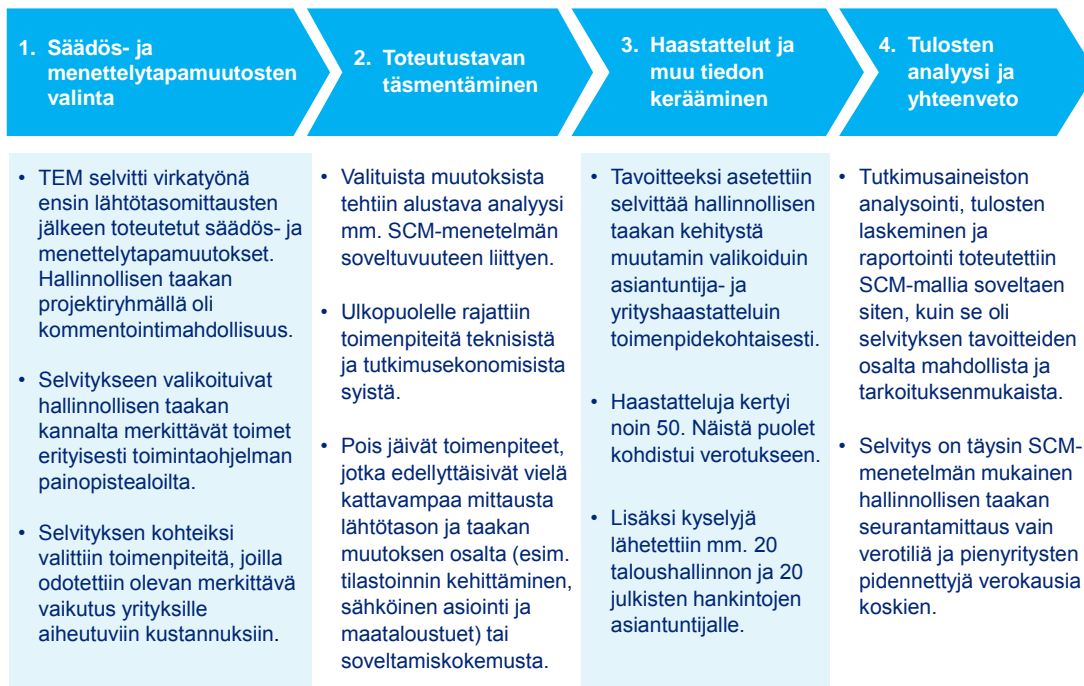 1. Säädös- ja
menettelytapamuutosten
valinta
2. Toteutustavan
täsmentäminen
3. Haastattelut ja
muu tiedon
kerääminen
4. Tulosten
analyysi ja
yhteenveto
• TEM selvitti virkatyönä
ensin lähtötasomittausten
jälkeen toteutetut säädös- ja
menettelytapamuutokset.
Hallinnollisen taakan
projektiryhmällä oli
kommentointimahdollisuus.
• Selvitykseen valikoituivat
hallinnollisen taakan
kannalta merkittävät toimet
erityisesti toimintaohjelman
painopistealoilta.
• Selvityksen kohteiksi
valittiin toimenpiteitä, joilla
odotettiin olevan merkittävä
vaikutus yrityksille
aiheutuviin kustannuksiin.
• Valituista muutoksista
tehtiin alustava analyysi
mm. SCM-menetelmän
soveltuvuuteen liittyen.
• Ulkopuolelle rajattiin
toimenpiteitä teknisistä
ja tutkimusekonomisista
syistä.
• Pois jäivät toimenpiteet,
jotka edellyttäisivät vielä
kattavampaa mittausta
lähtötason ja taakan
muutoksen osalta (esim.
tilastoinnin kehittäminen,
sähköinen asiointi ja
maataloustuet) tai
soveltamiskokemusta.
• Tavoitteeksi asetettiin
selvittää hallinnollisen
taakan kehitystä
muutamin valikoiduin
asiantuntija- ja
yrityshaastatteluin
toimenpidekohtaisesti.
• Haastatteluja kertyi
noin 50. Näistä puolet
kohdistui verotukseen.
• Lisäksi kyselyjä
lähetettiin mm. 20
taloushallinnon ja 20
julkisten hankintojen
asiantuntijalle.
• Tutkimusaineiston
analysointi, tulosten
laskeminen ja
raportointi toteutettiin
SCM-mallia soveltaen
siten, kuin se oli
selvityksen tavoitteiden
osalta mahdollista ja
tarkoituksenmukaista.
• Selvitys on täysin SCM-
menetelmän mukainen
hallinnollisen taakan
seurantamittaus vain
verotiliä ja pienyritysten
pidennettyjä verokausia
koskien.